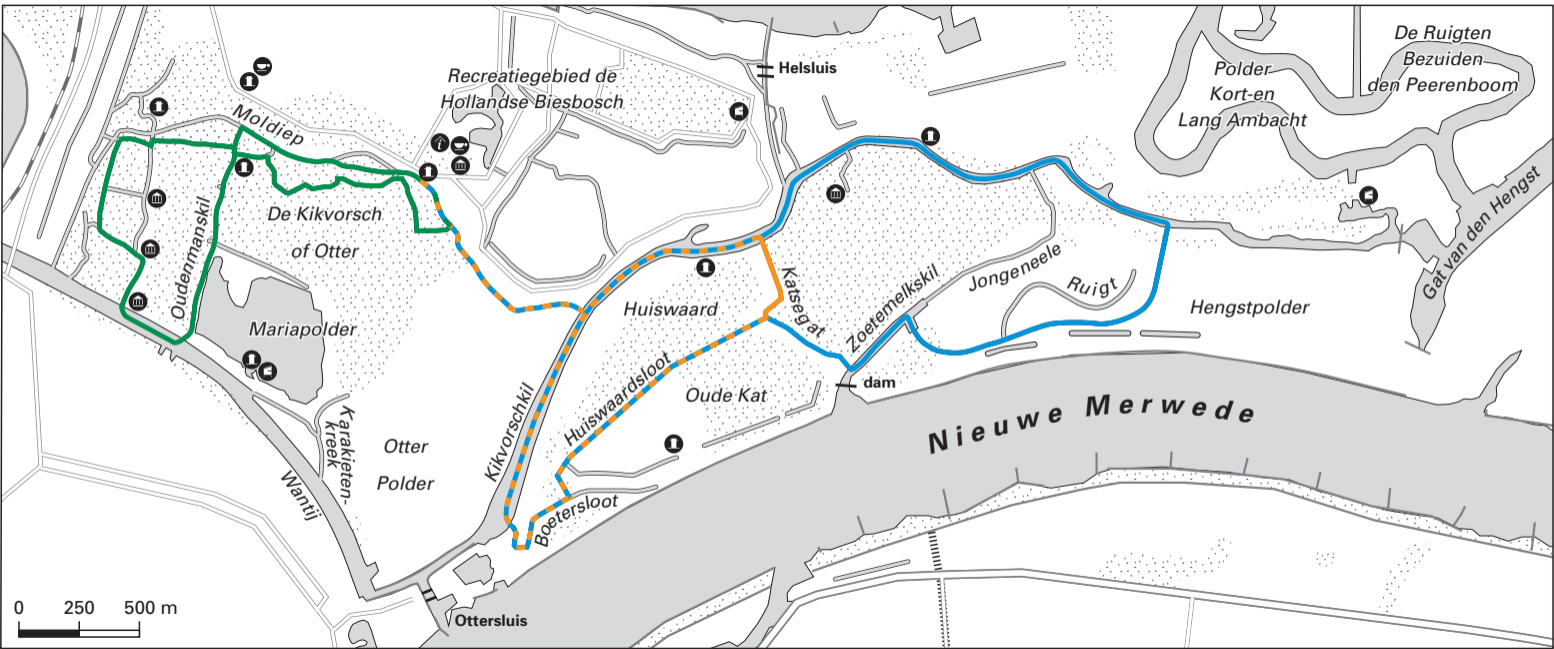 De Ruigten
Bezuiden
den Peerenboom
Polder
Kort-en
Lang Ambacht
Helsluis
Recreatiegebied de
Hollandse Biesbosch
Moldiep
i
De Kikvorsch
of Otter
Oudenmanskil
Mariapolder
Huiswaard
Katsegat
Zoetemelkskil
Jongeneele
Ruigt
Hengstpolder
Gat van den Hengst
Huiswaardsloot
Oude Kat
dam
Nieuwe Merwede
Kikvorschkil
Karakieten-
kreek
Otter
Polder
Wantij
Boetersloot
Ottersluis
0 250 500 m